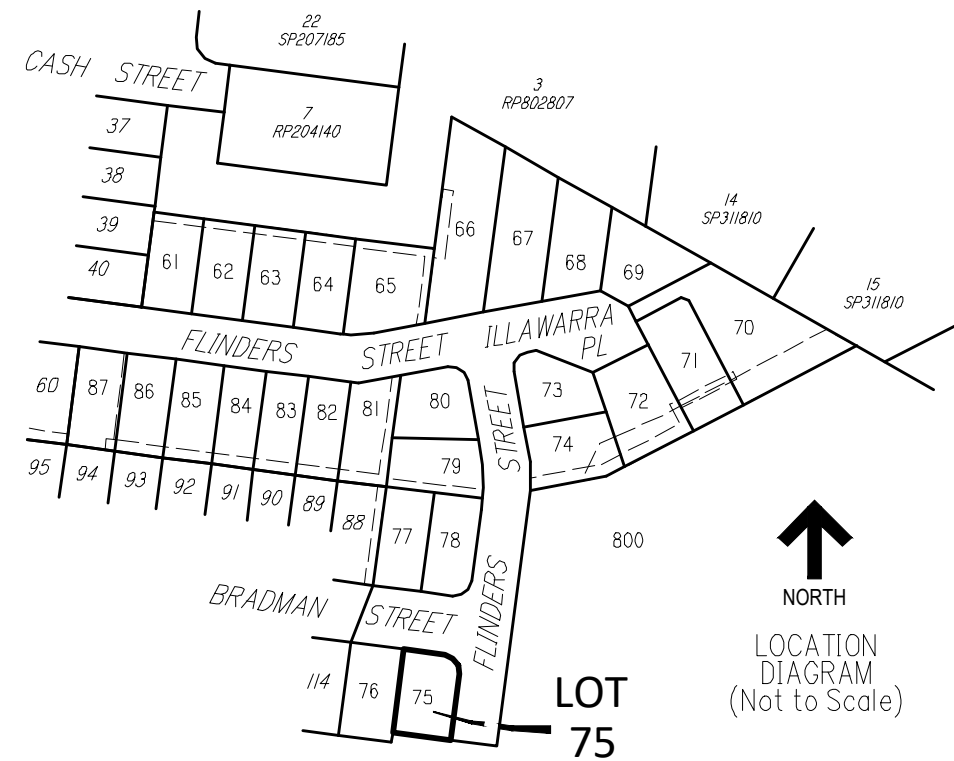 22
SP207185
CASH STREET
3
RP802807
7
RP204140
37
38
14
SP311810
39
66
67
68
69
40
61
62
63
64
65
15
SP311810
FLINDERS STREET
ILLAWARRA
PL
70
71
60
87
86
85
84
83
82
81
80
73
72
STREET
74
79
95
94
93
92
91
90
89
88
77
78
800
FLINDERS
BRADMAN STREET
NORTH
LOCATION
DIAGRAM
(Not to Scale)
114
76
75
LOT
75